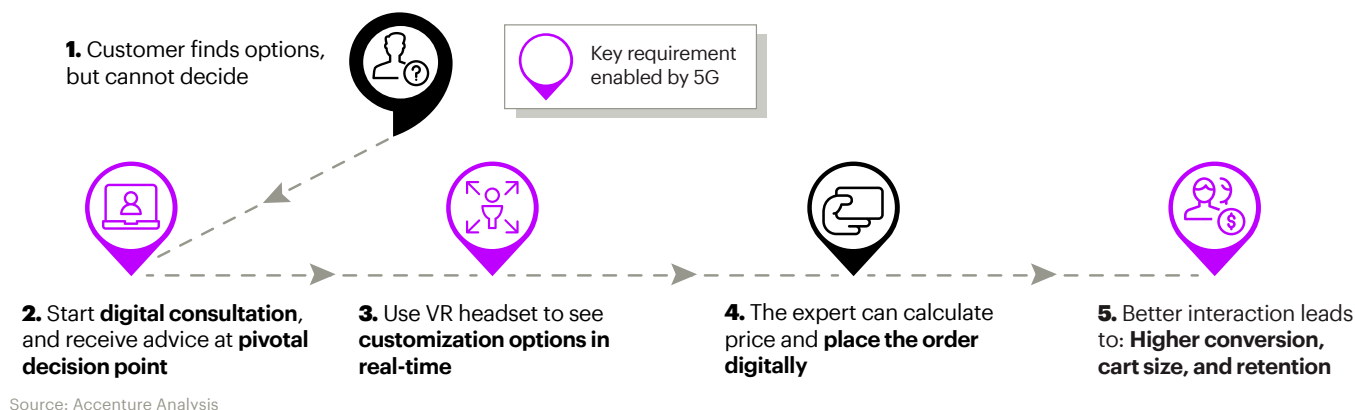 1. Customer finds options,
but cannot decide
?
Key requirement
enabled by 5G
$
2. Start digital consultation,
and receive advice at pivotal
decision point
3. Use VR headset to see
customization options in
real-time
4. The expert can calculate
price and place the order
digitally
5. Better interaction leads
to: Higher conversion,
cart size, and retention
Source: Accenture Analysis